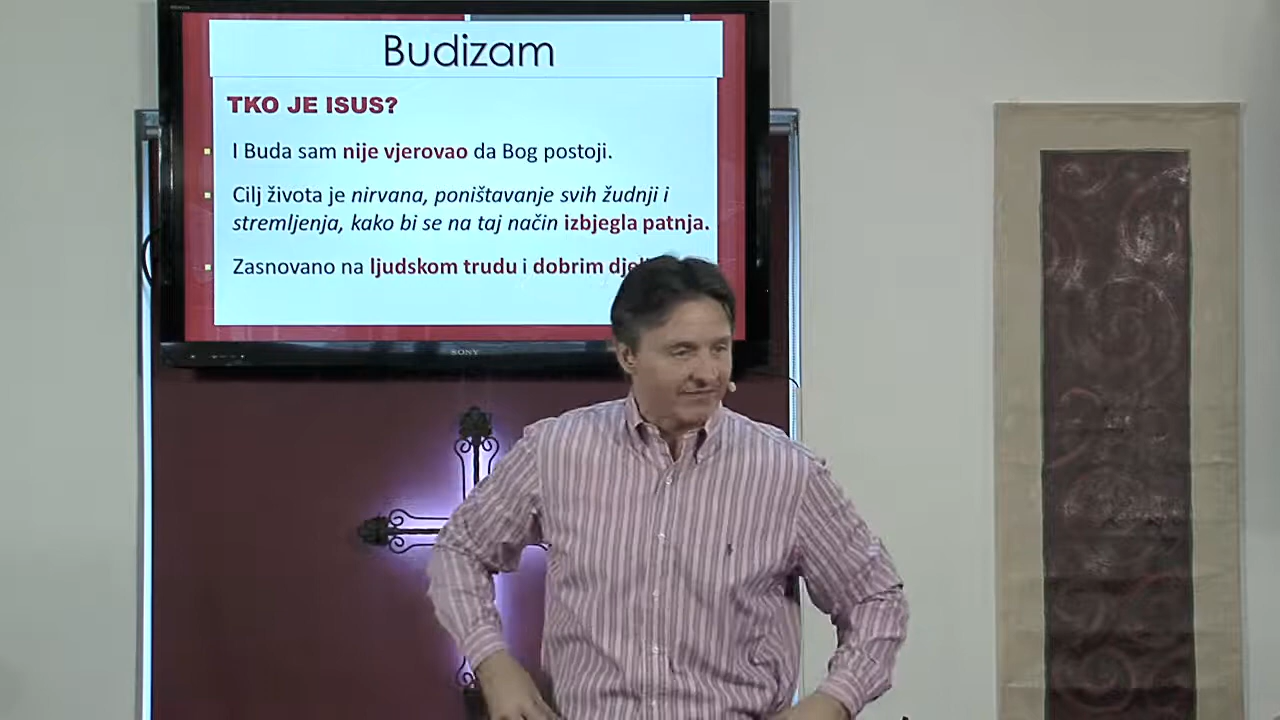 Budizam
TKO JE ISUS?
I Buda sam nije vjerovao da Bog postoji.
Cilj života je nirvana, poništavanje svih žudnji i
stremljenja, kako bi se na taj način izbjegla patnja.
Zasnovano na ljudskom trudu i dobrim
SONY